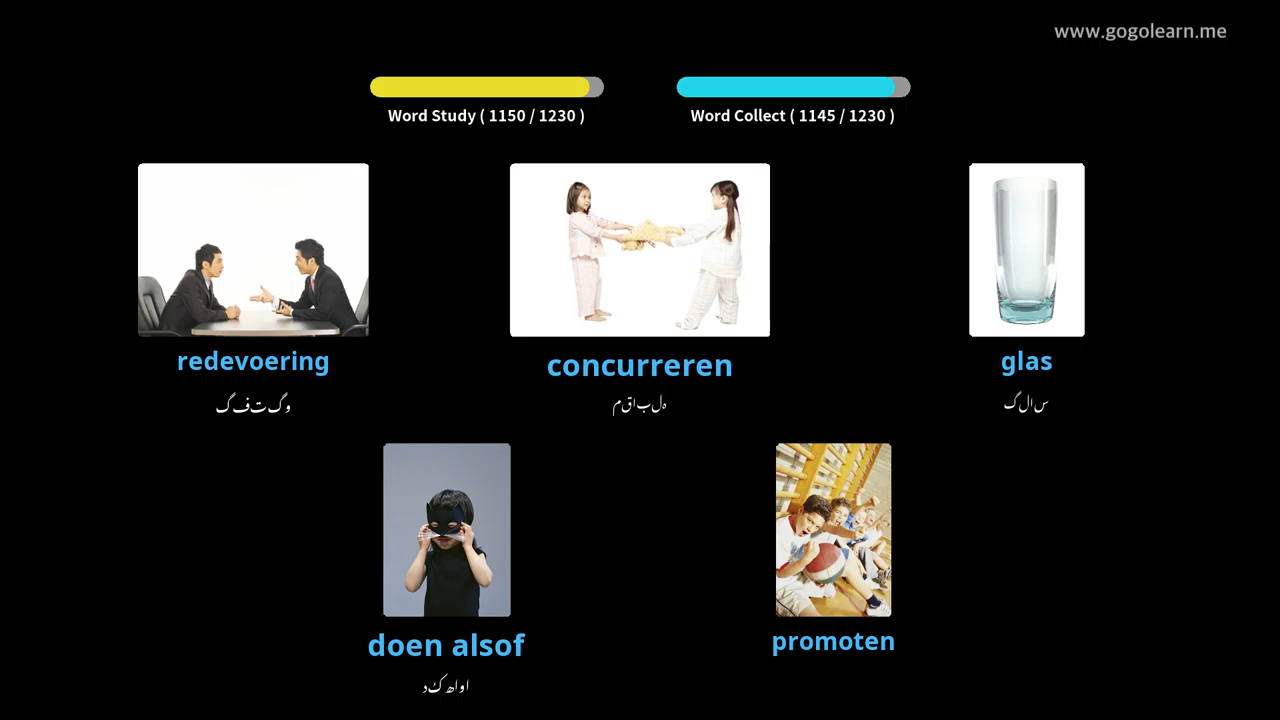 www.gogolearn.me
Word Study ( 1150 / 1230 )
Word Collect ( 1145 / 1230 )
redevoering
concurreren
glas
گفتگو
مقابلہ
گلاس
doen alsof
promoten
دکھاوا